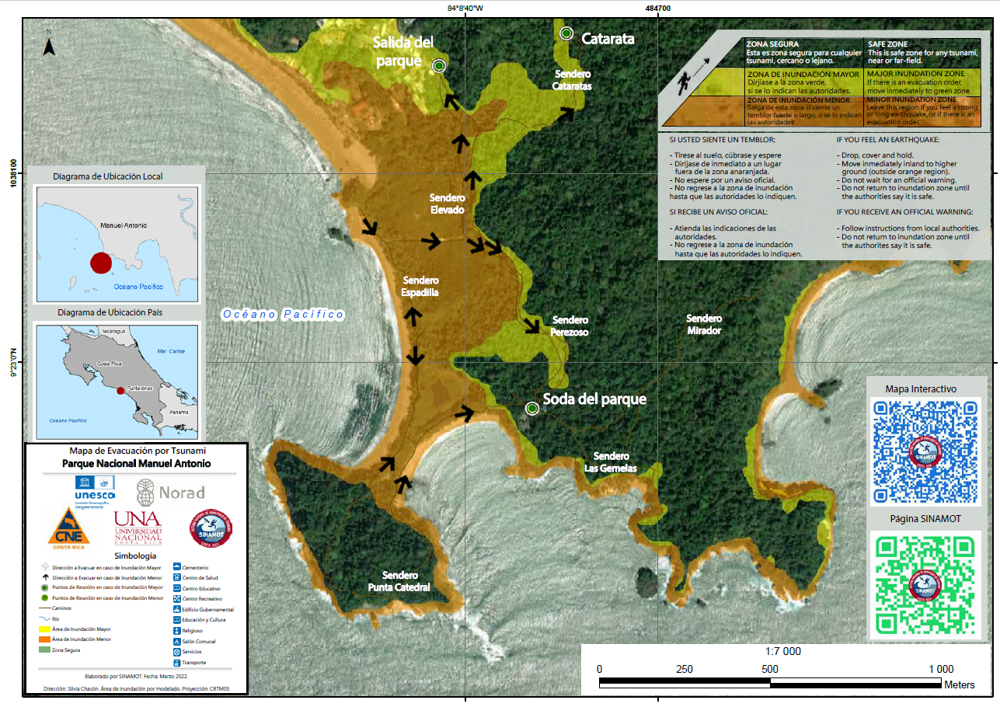 84°8'40"W
484700
1038100
9°23'0"N
N
Salida del
parque
Catarata
Sendero
Cataratas
ZONA SEGURA
Esta es zona segura para cualquier
tsunami, cercano o lejano.
SAFE ZONE
This is safe zone for any tsunami,
near or far-field.
ZONA DE INUNDACIÓN MAYOR
Diríjiase a la zona verde,
si se lo indican las autoridades.
MAJOR INUNDATION ZONE
If there is an evacuation order,
move inmediately to green zone.
ZONA DE INUNDACIÓN MENOR
Salga de esta zona si siente un
temblor fuerte o largo, o se lo indican
las autoridades
MINOR INUNDATION ZONE
Leave this region if you feel a strong
or long earthquake, or if there is an
evacuation order.
SI USTED SIENTE UN TEMBLOR:
- Tírese al suelo, cúbrase y espere
- Diríjase de inmediato a un lugar
fuera de la zona anaranjada.
- No espere por un aviso oficial.
- No regrese a la zona de inundación
hasta que las autoridades lo indiquen.
IF YOU FEEL AN EARTHQUAKE:
- Drop, cover and hold.
- Move inmediately inland to higher
ground (outside orange region).
- Do not wait for an official warning.
- Do not return to inundation zone until
the authorities say it is safe.
SI RECIBE UN AVISO OFICIAL:
- Atienda las indicaciones de las
autoridades.
- No regrese a la zona de inundación
hasta que las autoridades lo indiquen.
IF YOU RECEIVE AN OFFICIAL WARNING:
- Follow instructions from local authorities.
- Do not return to inundation zone until
the authorites say it is safe.
Diagrama de Ubicación Local
Manuel Antonio
Océano Pacífico
Diagrama de Ubicación País
Nicaragua
Mar Caribe
Costa Rica
Puntarenas
Panamá
Océano Pacífico
Sendero
Elevado
Sendero
Espadilla
Océano Pacífico
Sendero
Perezoso
Sendero
Mirador
Soda del parque
Sendero
Las Gemelas
Sendero
Punta Catedral
Mapa Interactivo
SINAMOT
Página SINAMOT
SINAMOT
Mapa de Evacuación por Tsunami
Parque Nacional Manuel Antonio
unesco
Comisión Oceanográfica
Intergubernamental
Norad
CNE
COSTA RICA
UNA
UNIVERSIDAD
NACIONAL
COSTA RICA
SINAMOT
COSTA RICA
Simbología
Dirección a Evacuar en caso de Inundación Mayor
Dirección a Evacuar en caso de Inundación Menor
Puntos de Reunión en caso de Inundación Mayor
Puntos de Reunión en caso de Inundación Menor
Caminos
Río
Área de Inundación Mayor
Área de Inundación Menor
Zona Segura
Cementerio
Centro de Salud
Centro Educativo
Centro Recreativo
Edificio Gubernamental
Educación y Cultura
Religioso
Salón Comunal
Servicios
Transporte
Elaborado por SINAMOT. Fecha: Marzo 2022.
Dirección: Silvia Chacón. Área de inundación por modelado. Proyección: CRTM05
1:7 000
0 250 500 1 000
Meters